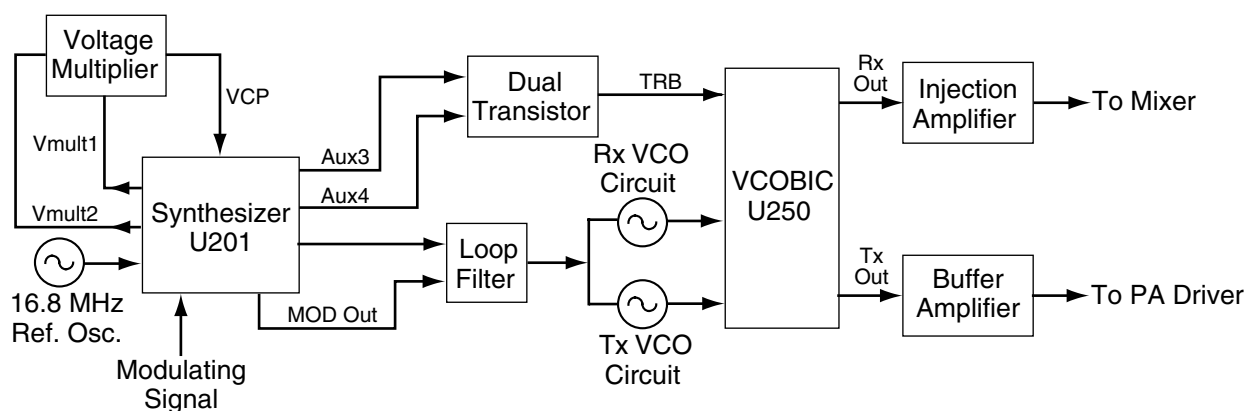 Voltage
Multiplier
VCP
Vmult1
Vmult2
16.8 MHz
Ref. Osc.
Synthesizer
U201
Modulating
Signal
Aux3
Aux4
MOD Out
Dual
Transistor
TRB
Loop
Filter
Rx VCO
Circuit
Tx VCO
Circuit
VCOBIC
U250
Rx
Out
Injection
Amplifier
To Mixer
Tx
Out
Buffer
Amplifier
To PA Driver